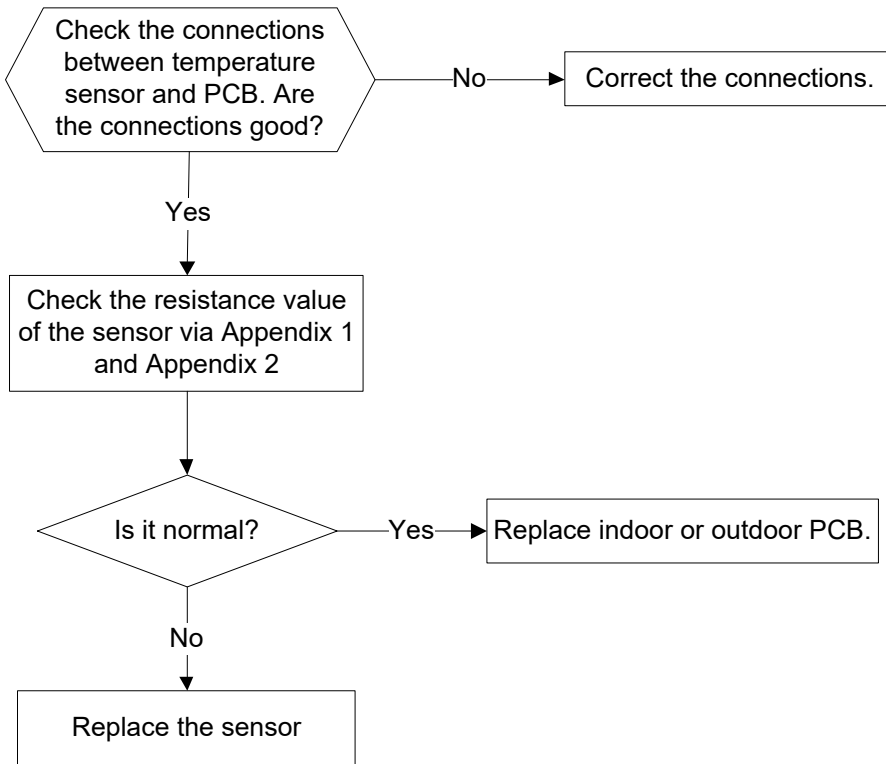 Check the connections
between temperature
sensor and PCB. Are
the connections good?
No
Correct the connections.
Yes
Check the resistance value
of the sensor via Appendix 1
and Appendix 2
Is it normal?
Yes
Replace indoor or outdoor PCB.
No
Replace the sensor